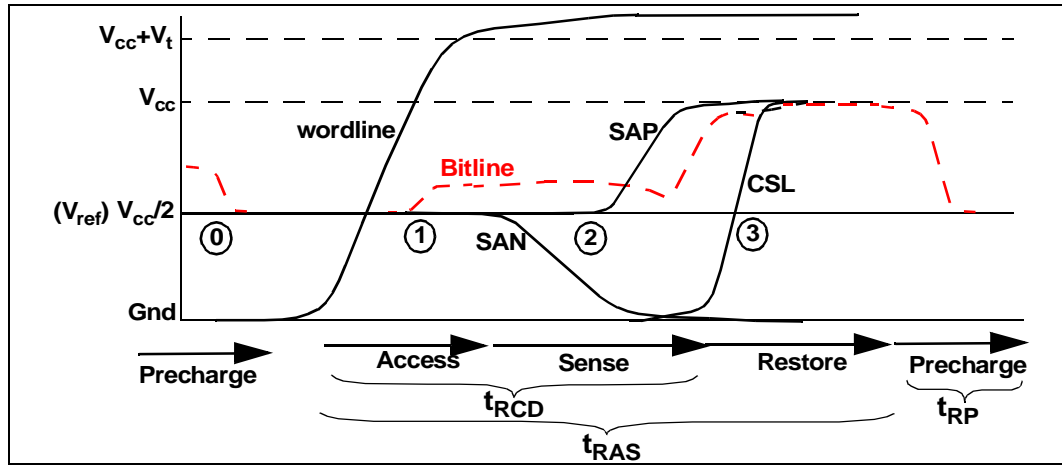 Vcc+Vt
Vcc
wordline
SAP
Bitline
CSL
(Vref) Vcc/2
0
1
SAN
2
3
Gnd
Precharge
Access
Sense
Restore
Precharge
tRCD
tRP
tRAS